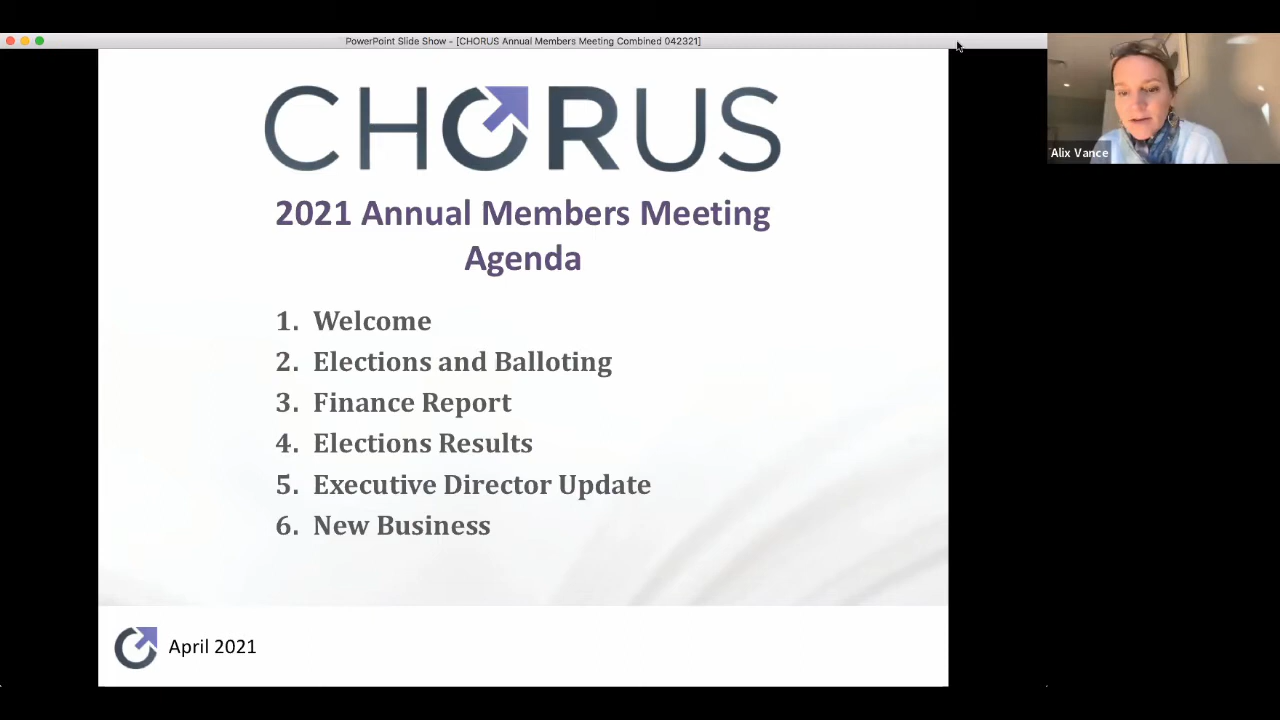 PowerPoint Slide Show - [CHORUS Annual Members Meeting Combined 042321]
CHORUS
2021 Annual Members Meeting
Agenda
1. Welcome
2. Elections and Balloting
3. Finance Report
4. Elections Results
5. Executive Director Update
6. New Business
April 2021
Alix Vance